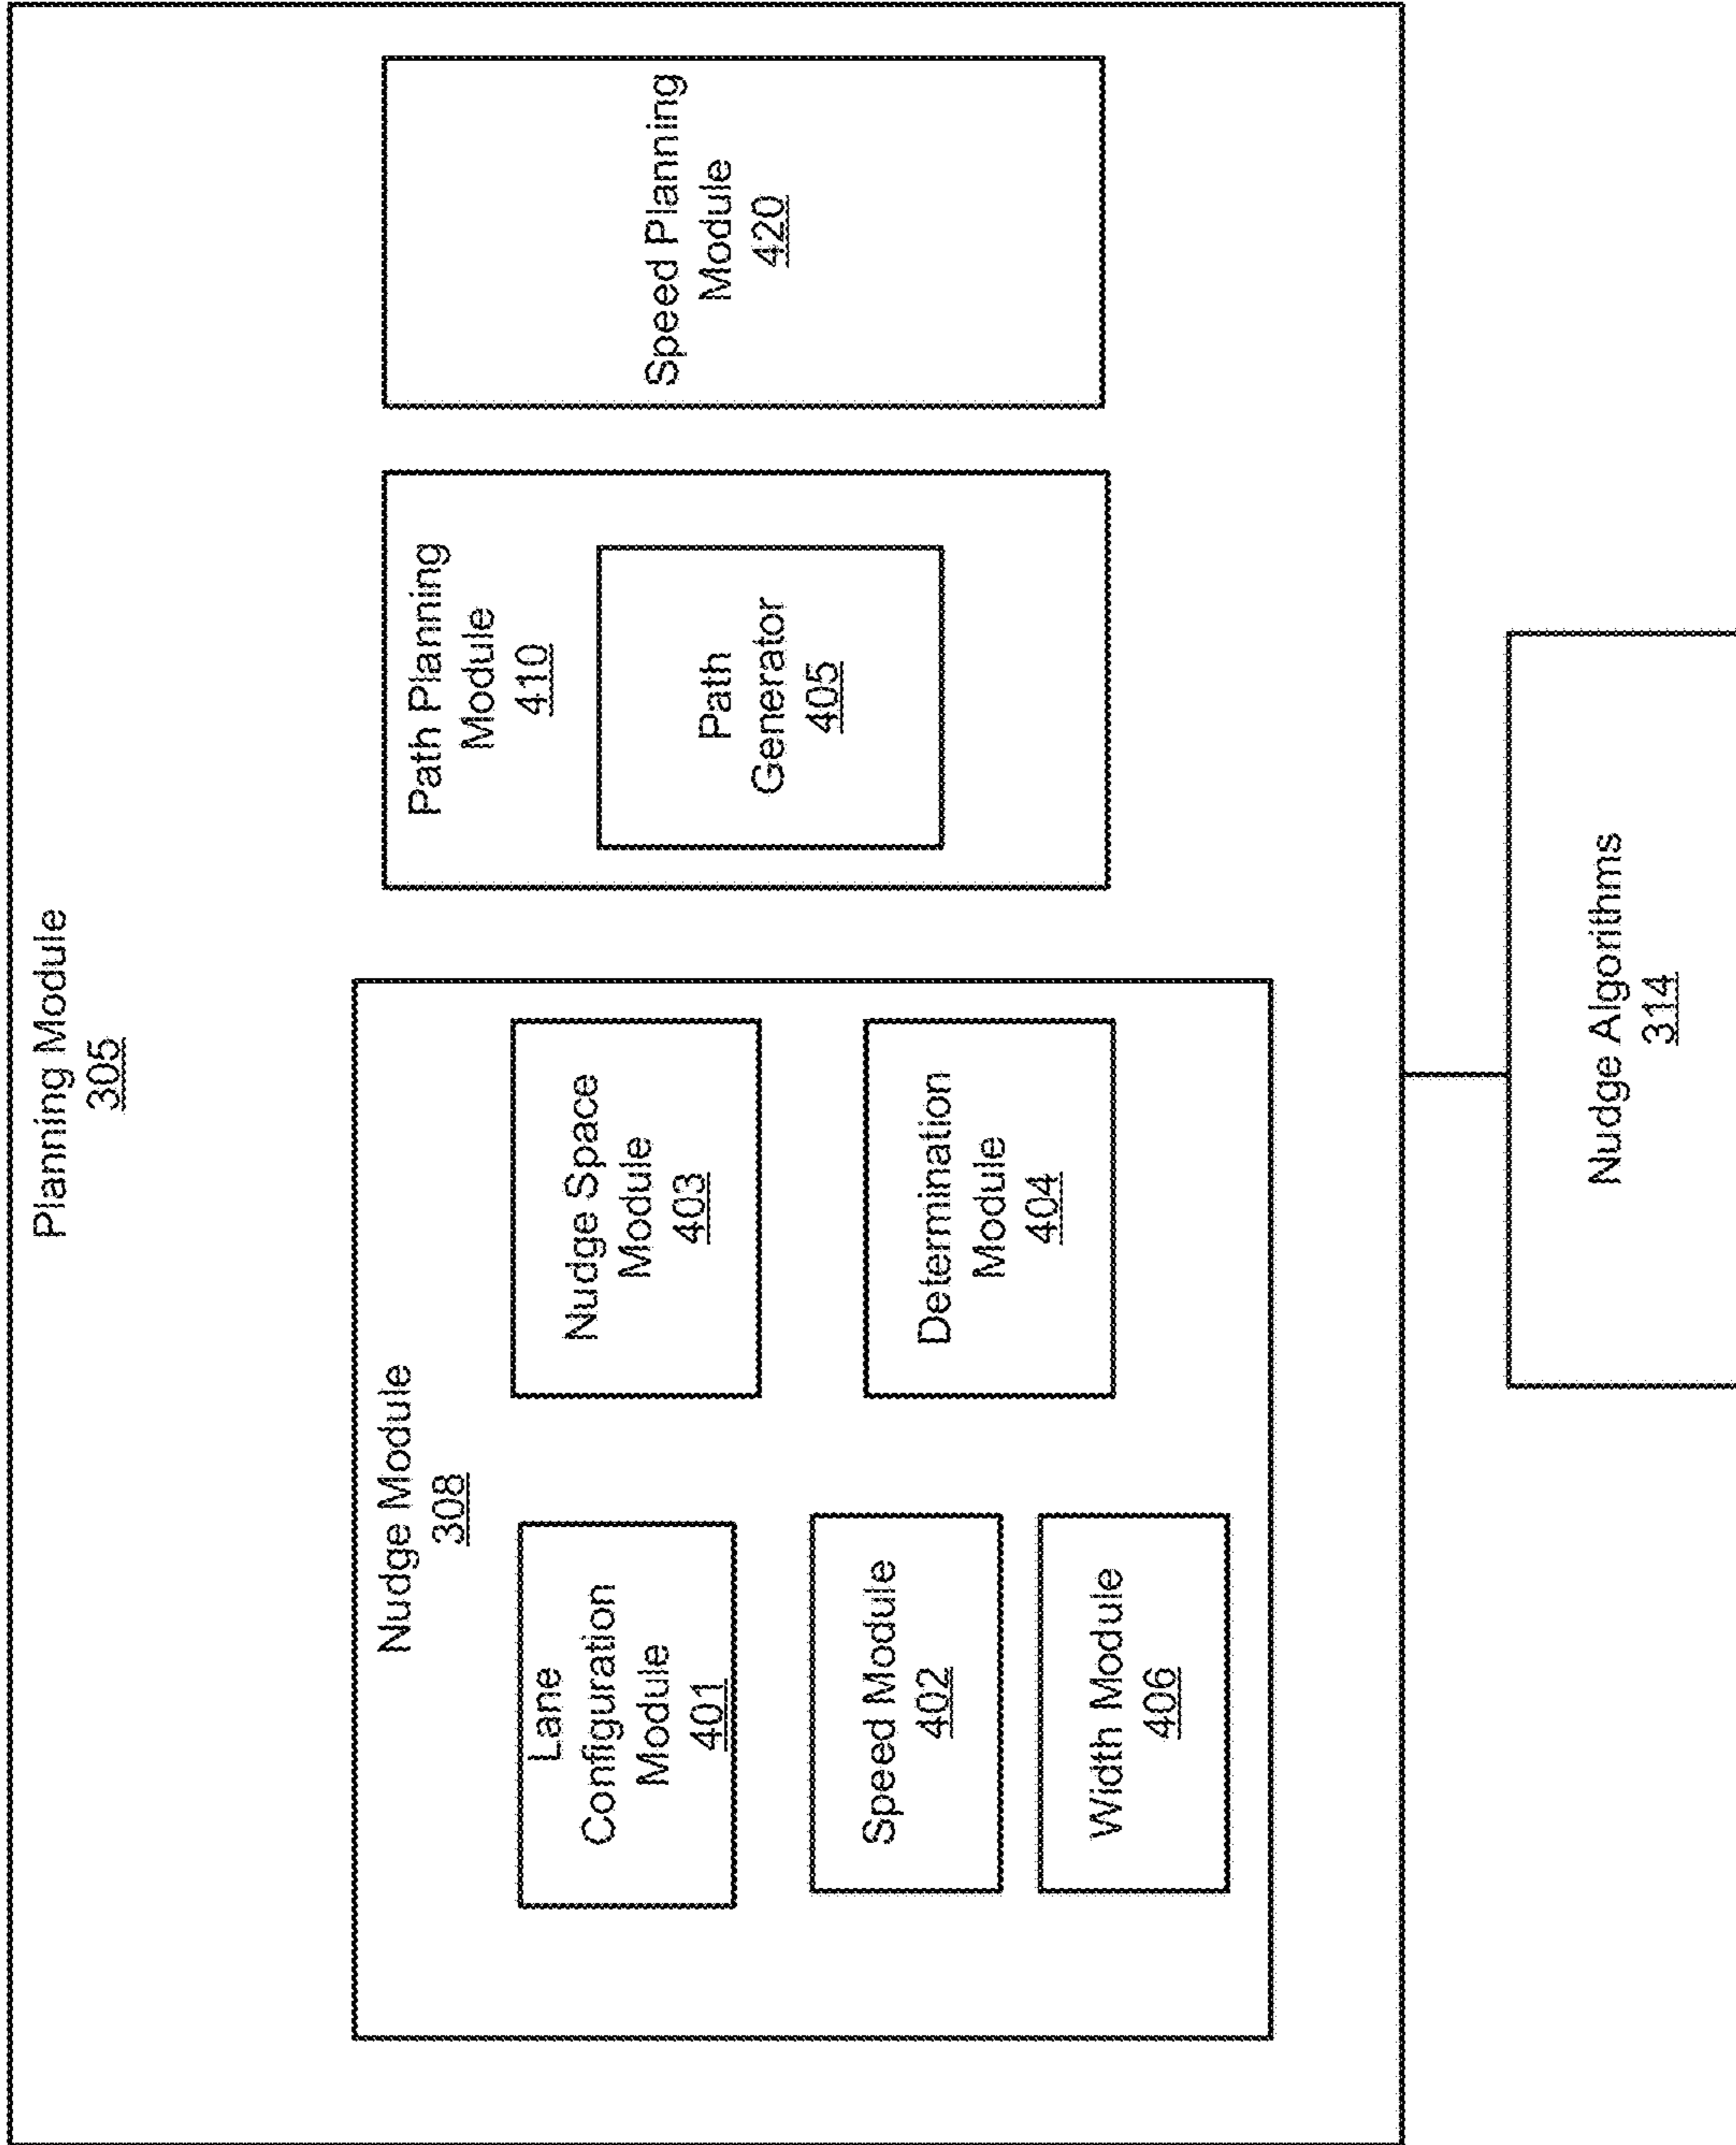 Planning Module
305
Nudge Module
308
Lane
Configuration
Module
401
Speed Module
402
Width Module
406
Nudge Space
Module
403
Determination
Module
404
Path Planning
Module
410
Path
Generator
405
Speed Planning
Module
420
Nudge Algorithms
314